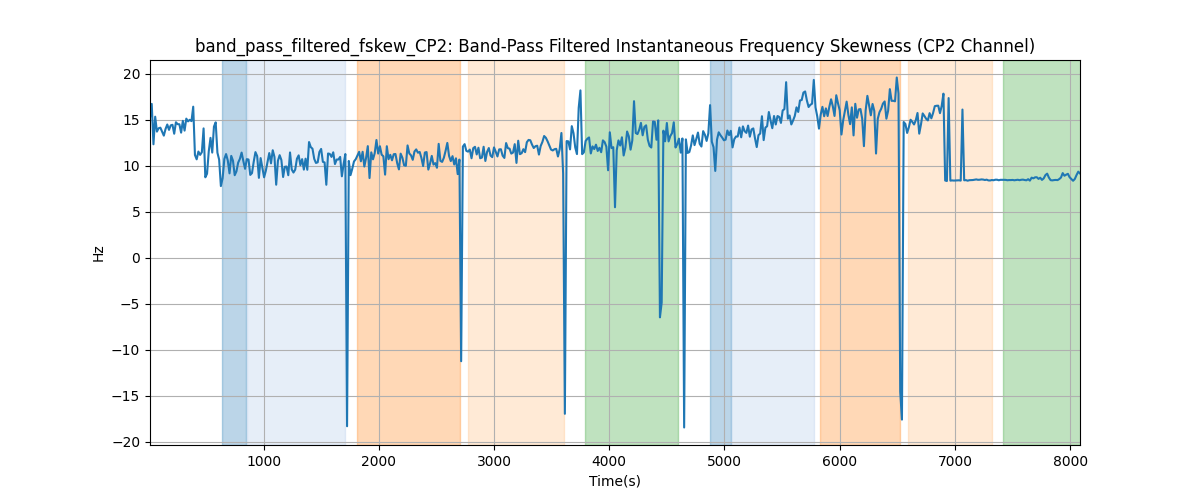 band_pass_filtered_fskew_CP2: Band-Pass Filtered Instantaneous Frequency Skewness (CP2 Channel)
20
15
10
5
0
−5
−10
−15
−20
Hz
1000 2000 3000 4000 5000 6000 7000 8000
Time(s)